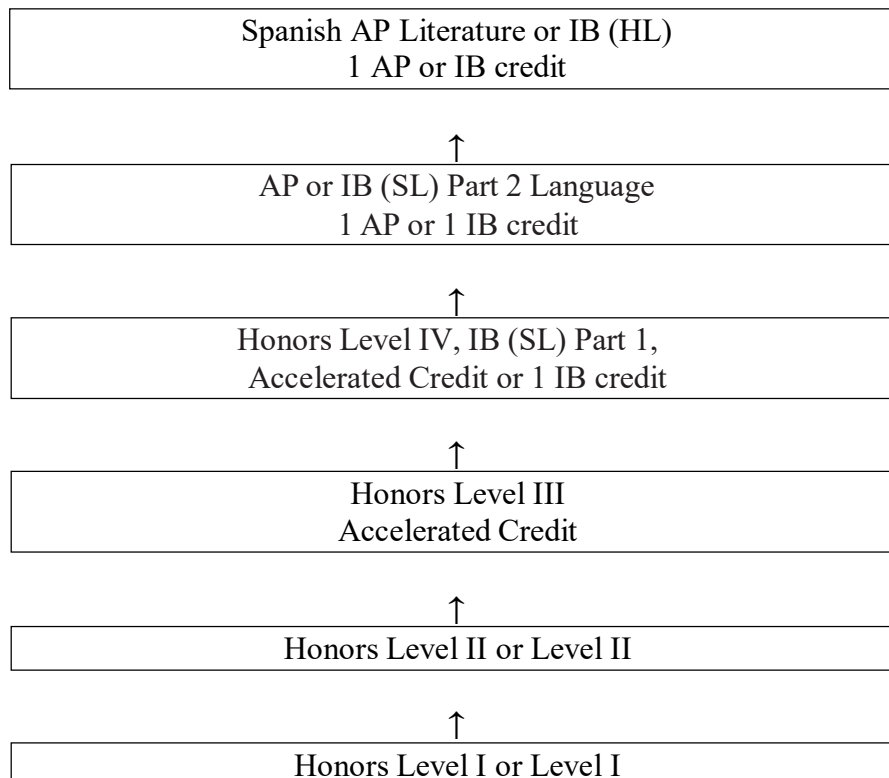 Spanish AP Literature or IB (HL)
1 AP or IB credit
↑
AP or IB (SL) Part 2 Language
1 AP or 1 IB credit
↑
Honors Level IV, IB (SL) Part 1,
Accelerated Credit or 1 IB credit
↑
Honors Level III
Accelerated Credit
↑
Honors Level II or Level II
↑
Honors Level I or Level I